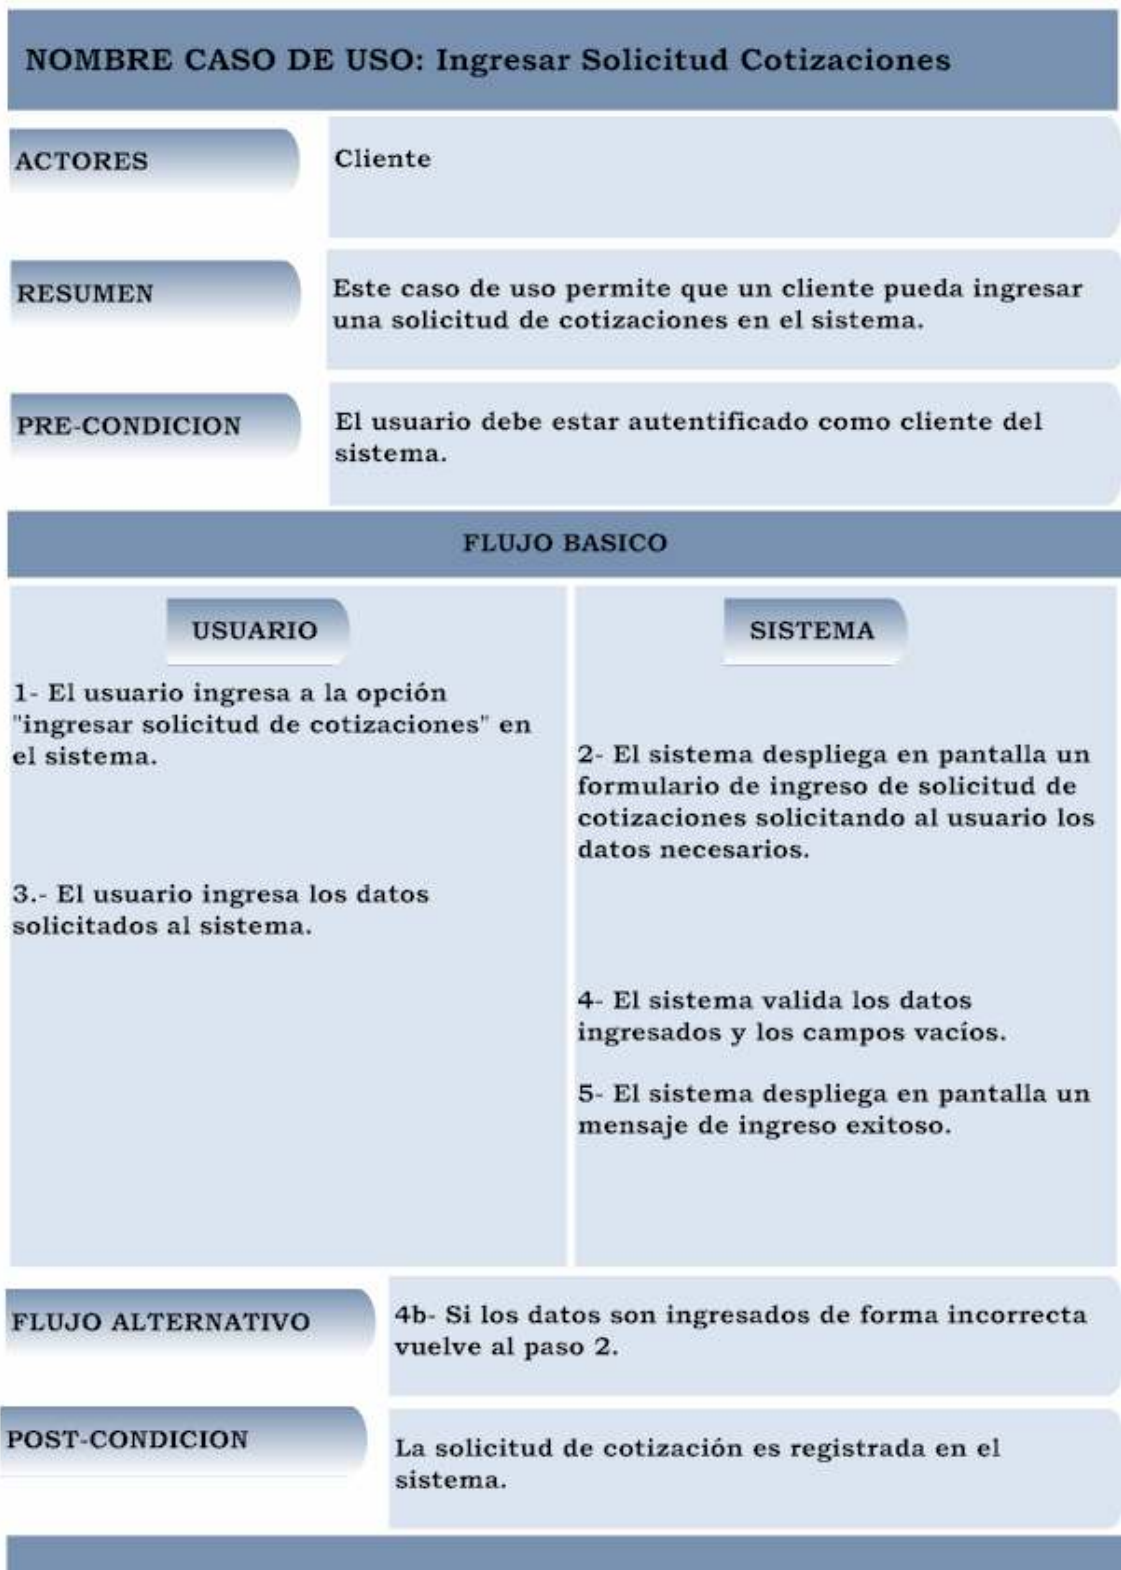 NOMBRE CASO DE USO: Ingresar Solicitud Cotizaciones
ACTORES
Cliente
RESUMEN
Este caso de uso permite que un cliente pueda ingresar
una solicitud de cotizaciones en el sistema.
PRE-CONDICION
El usuario debe estar autentificado como cliente del
sistema.
FLUJO BASICO
USUARIO
1- El usuario ingresa a la opción
"ingresar solicitud de cotizaciones" en
el sistema.
3.- El usuario ingresa los datos
solicitados al sistema.
SISTEMA
2- El sistema despliega en pantalla un
formulario de ingreso de solicitud de
cotizaciones solicitando al usuario los
datos necesarios.
4- El sistema valida los datos
ingresados y los campos vacíos.
5- El sistema despliega en pantalla un
mensaje de ingreso exitoso.
FLUJO ALTERNATIVO
4b- Si los datos son ingresados de forma incorrecta
vuelve al paso 2.
POST-CONDICION
La solicitud de cotización es registrada en el
sistema.